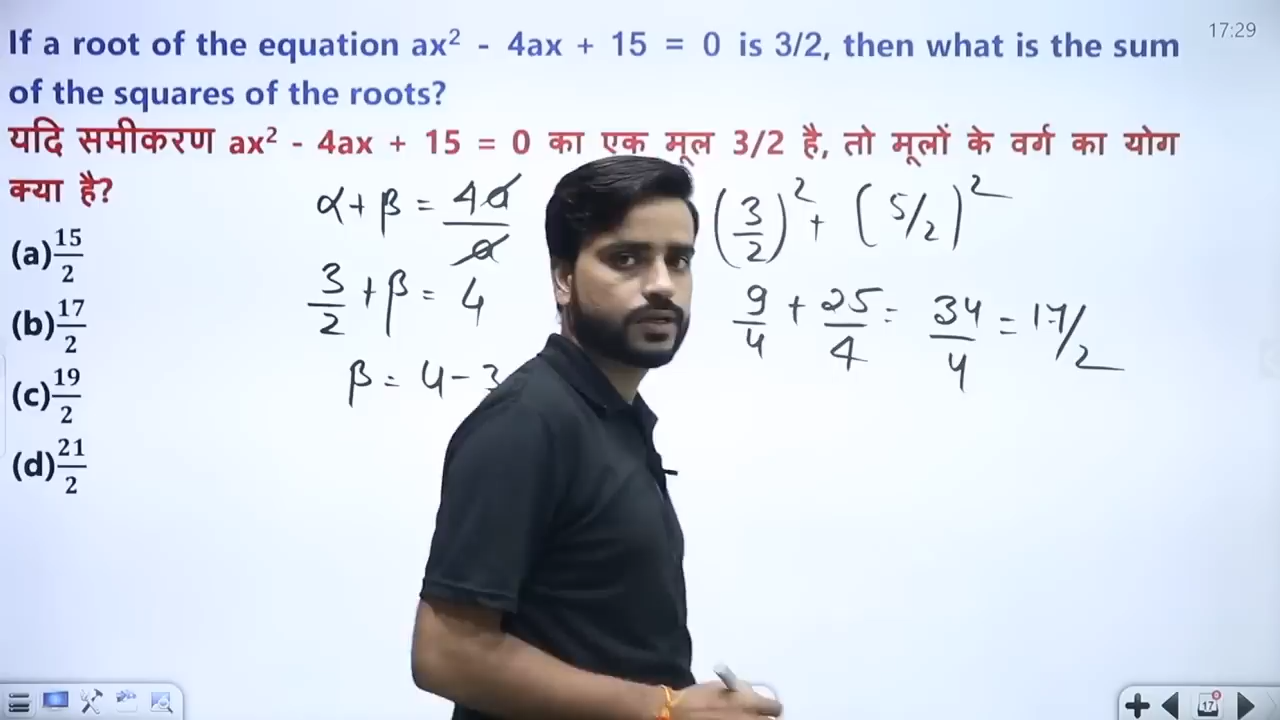 17:29
If a root of the equation ax² - 4ax + 15 = 0 is 3/2, then what is the sum
of the squares of the roots?
यदि समीकरण ax² - 4ax + 15 = 0 का एक मूल 3/2 है, तो मूलों के वर्ग का योग
क्या है?
(a) 15/2
(b) 17/2
(c) 19/2
(d) 21/2
α + β = 4a/a
3/2 + β = 4
β = 4 - 3
(3/2)² + (5/2)²
9/4 + 25/4 = 34/4 = 17/2
17